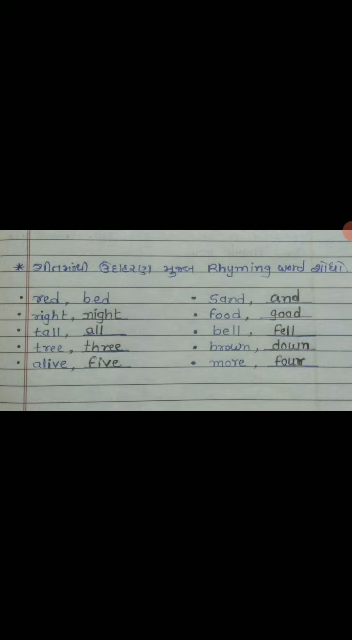 * ગીતમાંથી ઉદાહરણ મુજબ Rhyming word શોધો
• red, bed
• right, night
• tall, all
• tree, three
• alive, five
• Sand, and
• food, good
• bell, fell
• brown, down
• more, four